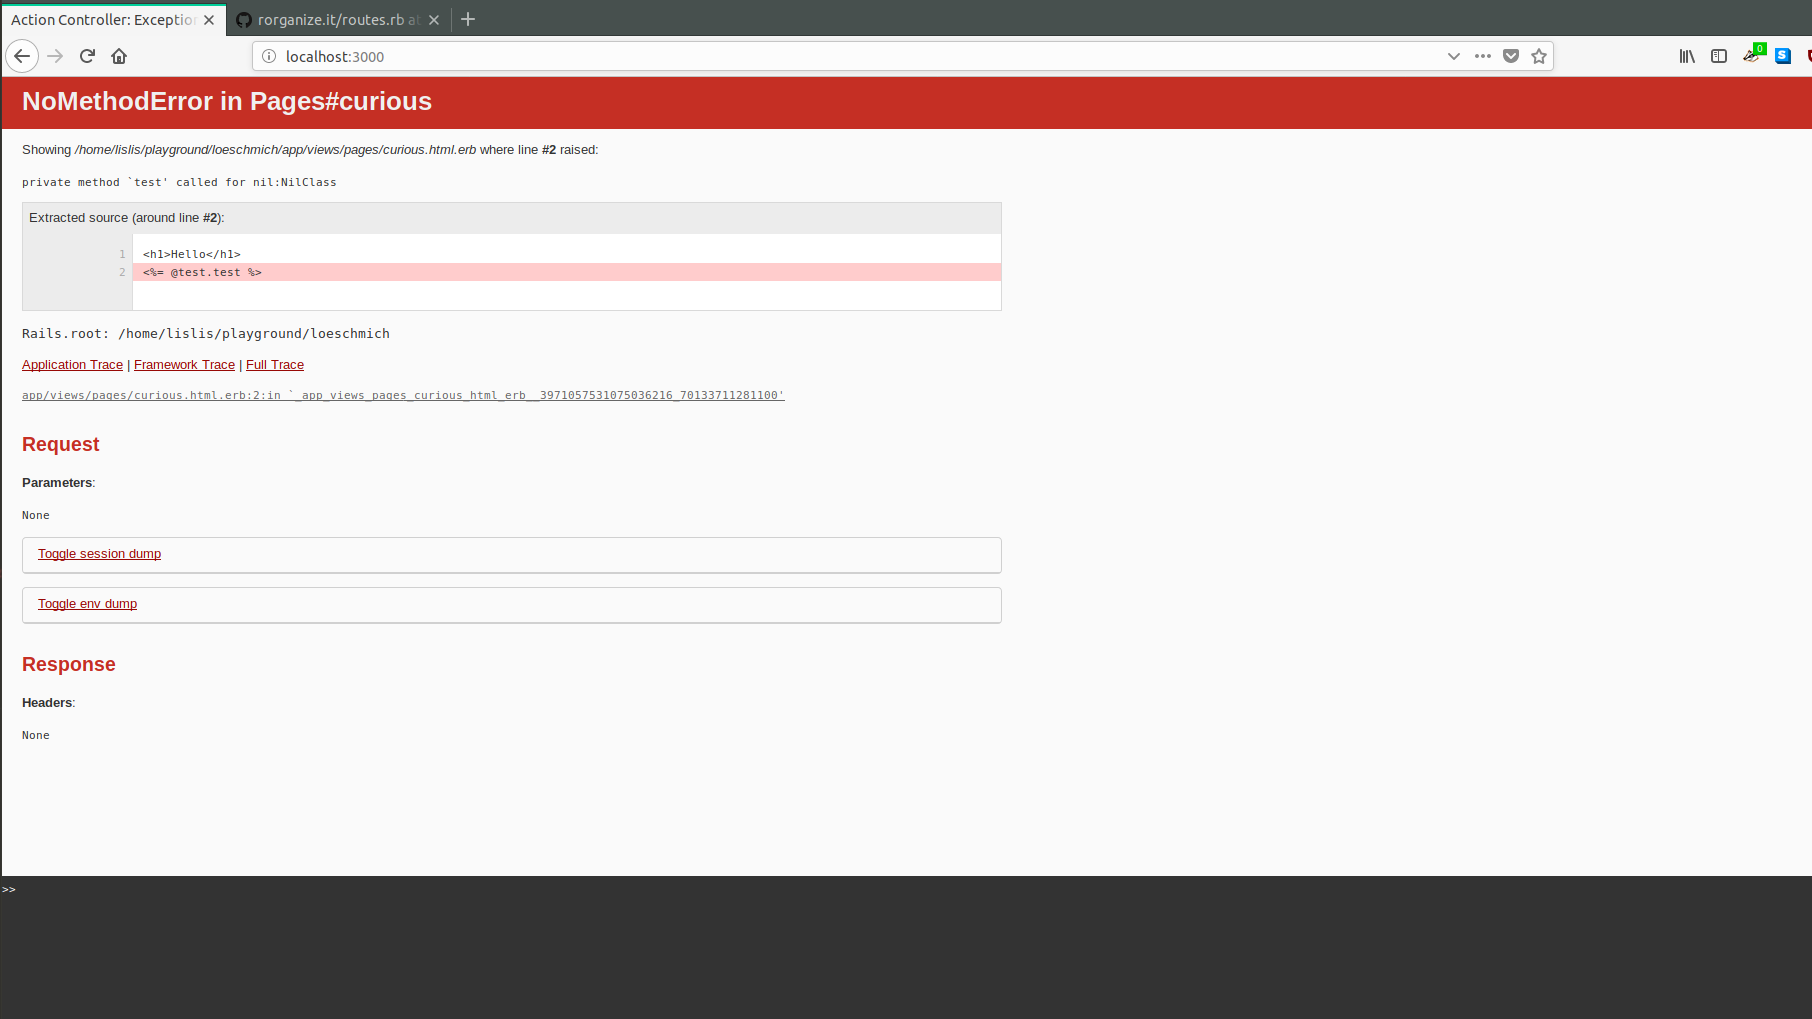 Action Controller: Exception
rorganize.it/routes.rb at
localhost:3000
0
S
NoMethodError in Pages#curious
Showing /home/lislis/playground/loeschmich/app/views/pages/curious.html.erb where line #2 raised:
private method `test' called for nil:NilClass
Extracted source (around line #2):
1 <h1>Hello</h1>
2 <%= @test.test %>
Rails.root: /home/lislis/playground/loeschmich
Application Trace | Framework Trace | Full Trace
app/views/pages/curious.html.erb:2:in `_app_views_pages_curious_html_erb__3971057531075036216_70133711281100'
Request
Parameters:
None
Toggle session dump
Toggle env dump
Response
Headers:
None
>>